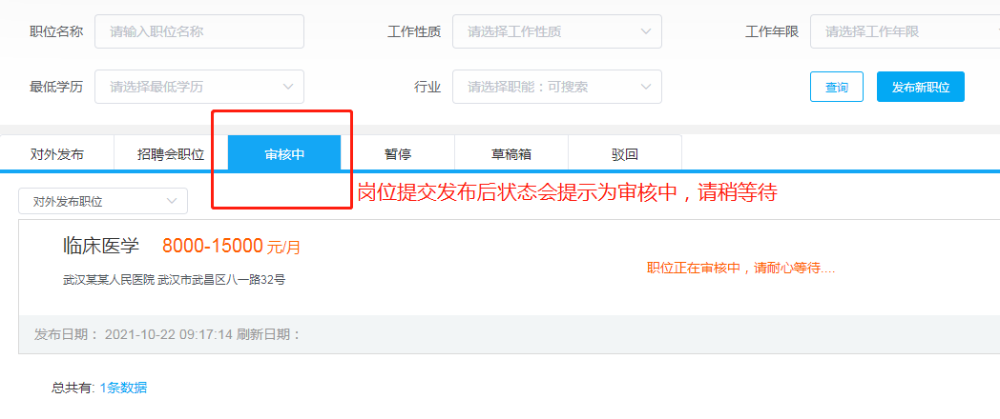 职位名称 请输入职位名称 工作性质 请选择工作性质 工作年限 请选择工作年限
最低学历 请选择最低学历 行业 请选择职能：可搜索 查询 发布新职位
对外发布 招聘会职位 审核中 暂停 草稿箱 驳回
岗位提交发布后状态会提示为审核中，请稍等待
对外发布职位
临床医学 8000-15000 元/月
职位正在审核中，请耐心等待....
武汉某某人民医院 武汉市武昌区八一路32号
发布日期： 2021-10-22 09:17:14 刷新日期：
总共有: 1条数据